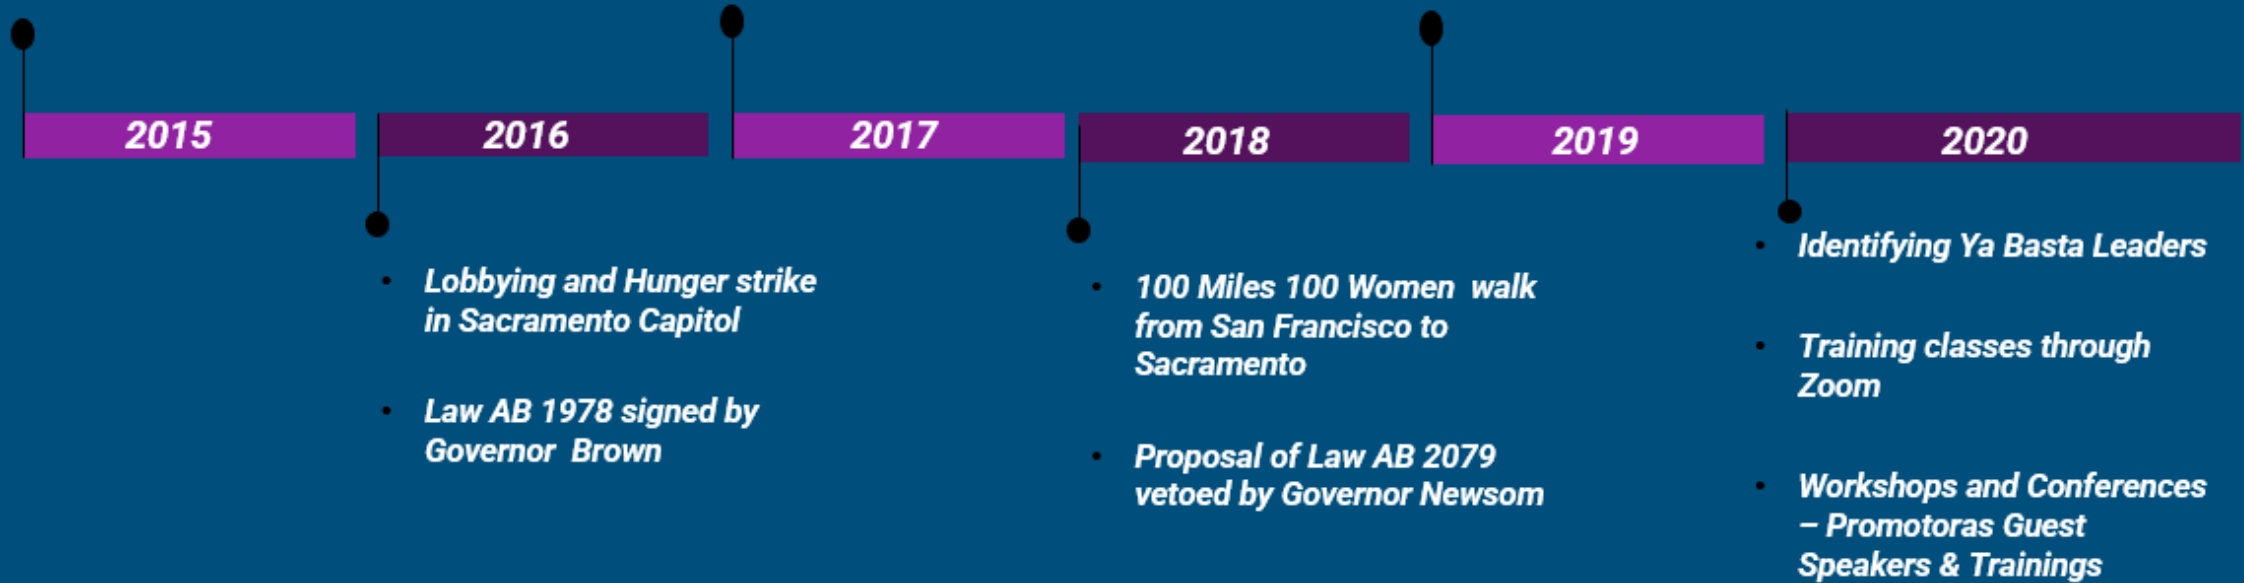 2015
2016
2017
2018
2019
2020
• Lobbying and Hunger strike
in Sacramento Capitol
• Law AB 1978 signed by
Governor Brown
• 100 Miles 100 Women walk
from San Francisco to
Sacramento
• Proposal of Law AB 2079
vetoed by Governor Newsom
• Identifying Ya Basta Leaders
• Training classes through
Zoom
• Workshops and Conferences
– Promotoras Guest
Speakers & Trainings